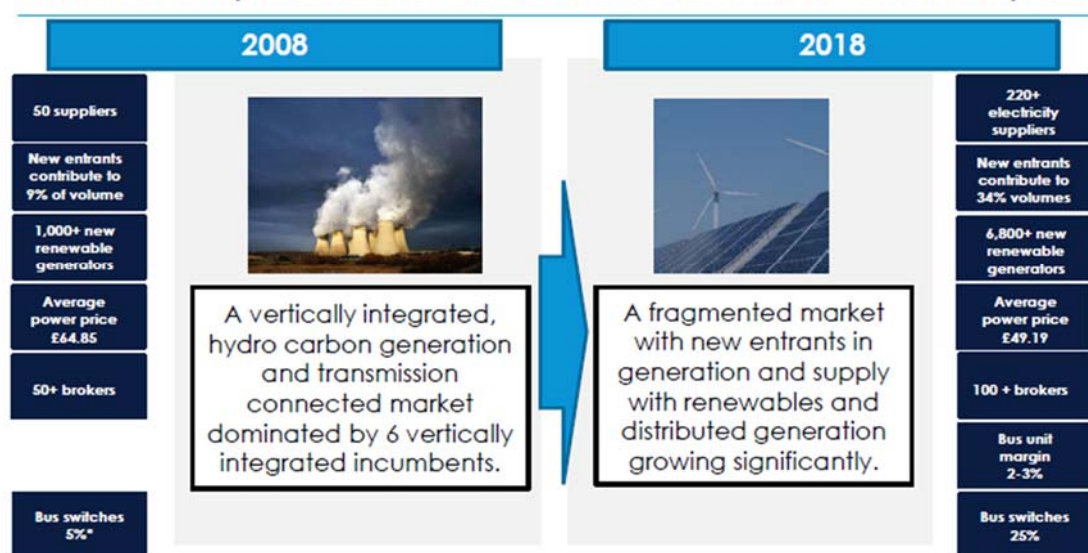 2008
2018
50 suppliers
New entrants
contribute to
9% of volume
1,000+ new
renewable
generators
Average
power price
£64.85
50+ brokers
Bus switches
5%*
A vertically integrated,
hydro carbon generation
and transmission
connected market
dominated by 6 vertically
integrated incumbents.
A fragmented market
with new entrants in
generation and supply
with renewables and
distributed generation
growing significantly.
220+
electricity
suppliers
New entrants
contribute to
34% volumes
6,800+ new
renewable
generators
Average
power price
£49.19
100 + brokers
Bus unit
margin
2-3%
Bus switches
25%